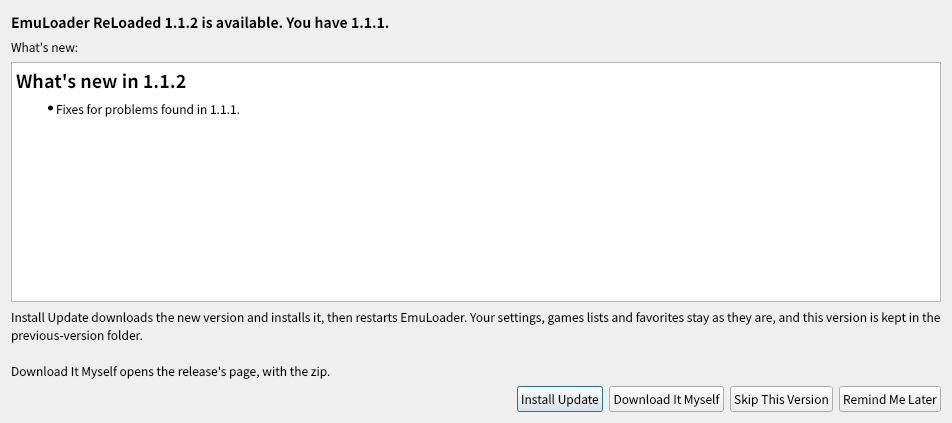 EmuLoader ReLoaded 1.1.2 is available. You have 1.1.1.
What's new:
What's new in 1.1.2
• Fixes for problems found in 1.1.1.
Install Update downloads the new version and installs it, then restarts EmuLoader. Your settings, games lists and favorites stay as they are, and this version is kept in the
previous-version folder.
Download It Myself opens the release's page, with the zip.
Install Update Download It Myself Skip This Version Remind Me Later